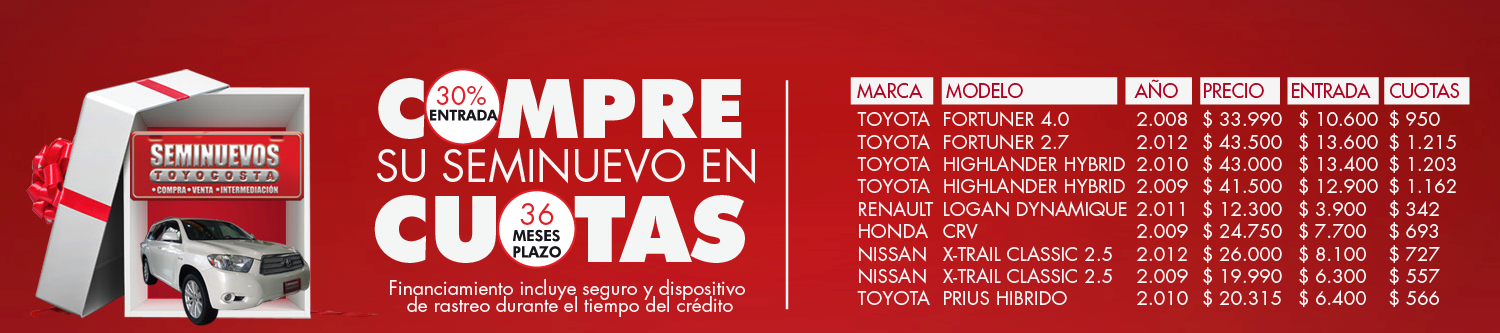 SEMINUEVOS
TOYOCOSTA
•COMPRA •VENTA •INTERMEDIACIÓN
COMPRE
30%
ENTRADA
SU SEMINUEVO EN
CUOTAS
36
MESES
PLAZO
Financiamiento incluye seguro y dispositivo
de rastreo durante el tiempo del crédito
MARCA MODELO AÑO PRECIO ENTRADA CUOTAS
TOYOTA FORTUNER 4.0 2.008 $ 33.990 $ 10.600 $ 950
TOYOTA FORTUNER 2.7 2.012 $ 43.500 $ 13.600 $ 1.215
TOYOTA HIGHLANDER HYBRID 2.010 $ 43.000 $ 13.400 $ 1.203
TOYOTA HIGHLANDER HYBRID 2.009 $ 41.500 $ 12.900 $ 1.162
RENAULT LOGAN DYNAMIQUE 2.011 $ 12.300 $ 3.900 $ 342
HONDA CRV 2.009 $ 24.750 $ 7.700 $ 693
NISSAN X-TRAIL CLASSIC 2.5 2.012 $ 26.000 $ 8.100 $ 727
NISSAN X-TRAIL CLASSIC 2.5 2.009 $ 19.990 $ 6.300 $ 557
TOYOTA PRIUS HIBRIDO 2.010 $ 20.315 $ 6.400 $ 566